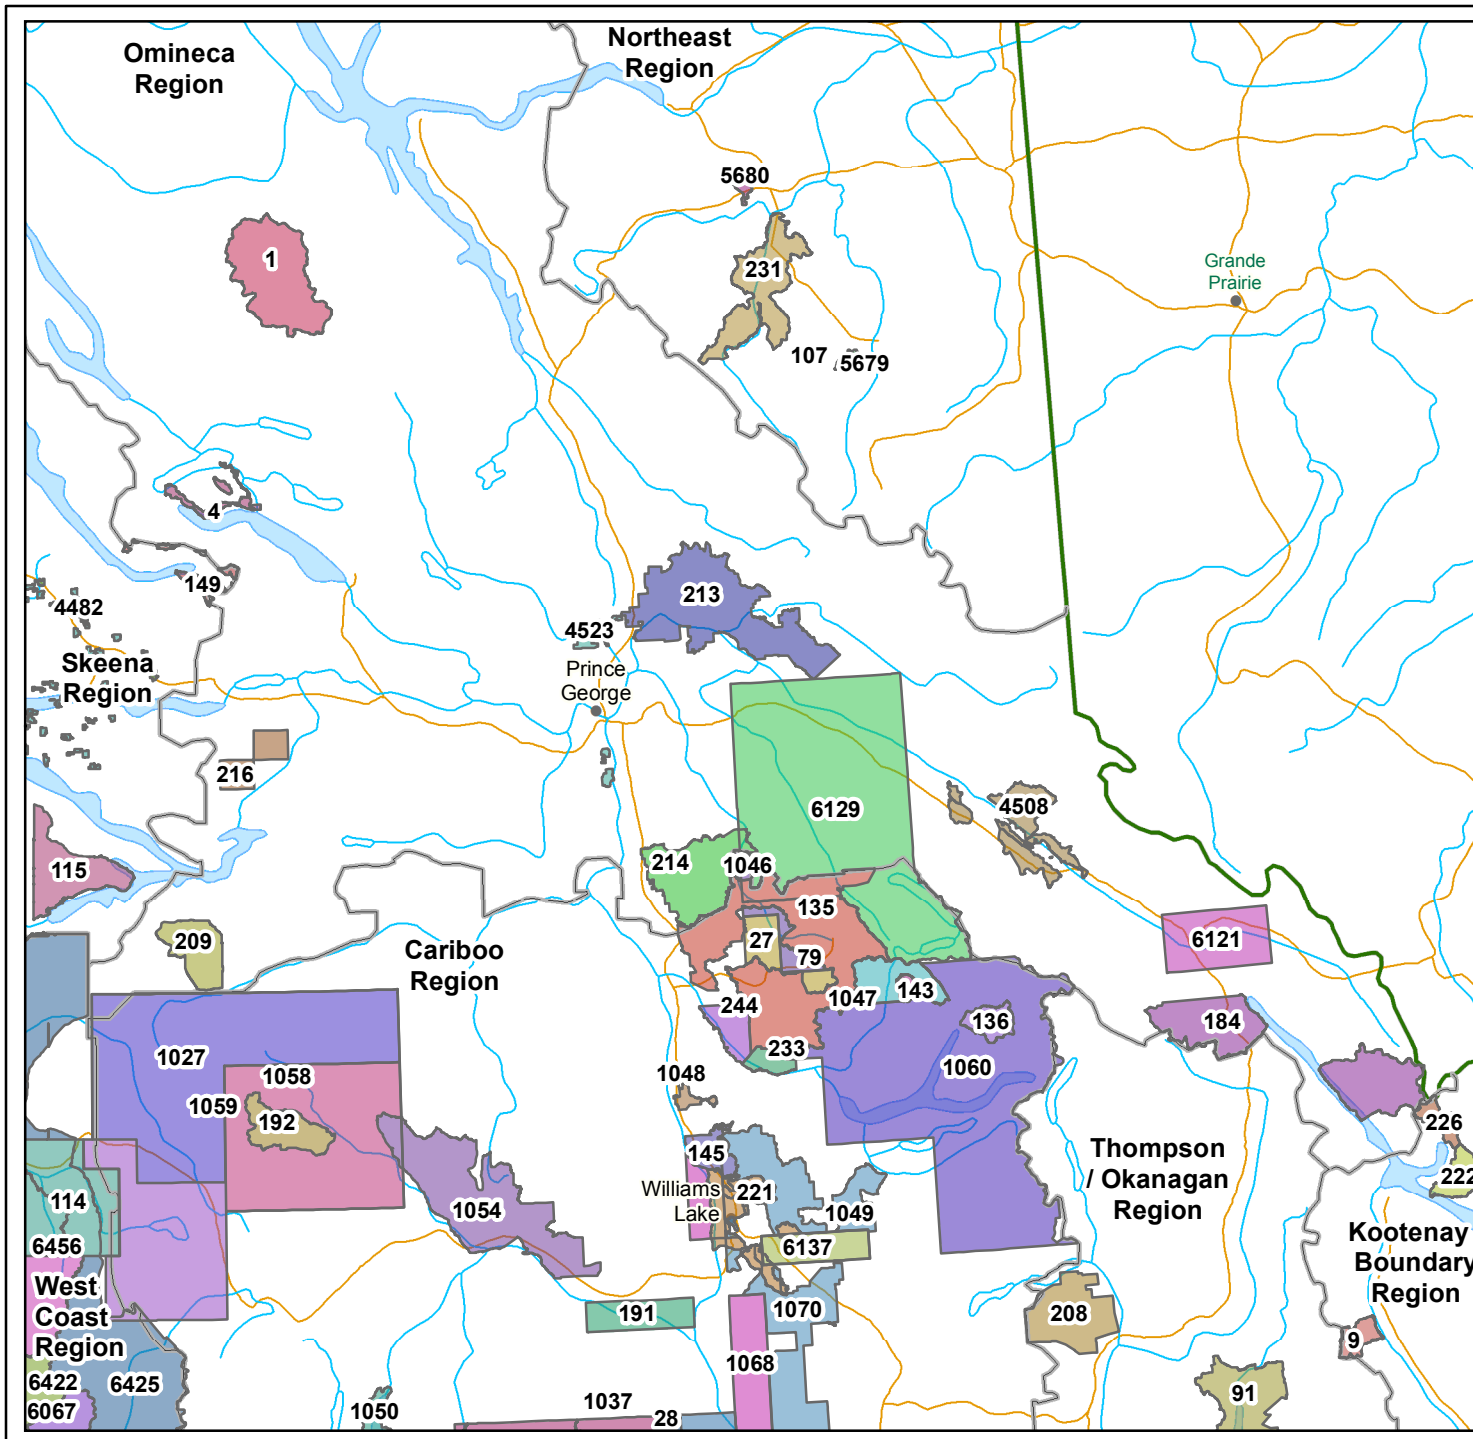 Omineca
Region
Northeast
Region
5680
1
231
Grande
Prairie
107
5679
4
149
213
4482
4523
Skeena
Region
Prince
George
216
6129
4508
214
1046
115
135
6121
209
27
Cariboo
Region
79
1047
143
244
184
136
1027
233
1060
1058
1048
1059
192
226
145
Thompson
/ Okanagan
Region
222
114
1054
Williams
Lake
221
1049
6456
6137
Kootenay
Boundary
Region
West
Coast
Region
191
1070
208
9
1068
6422
6425
91
6067
1050
1037
28